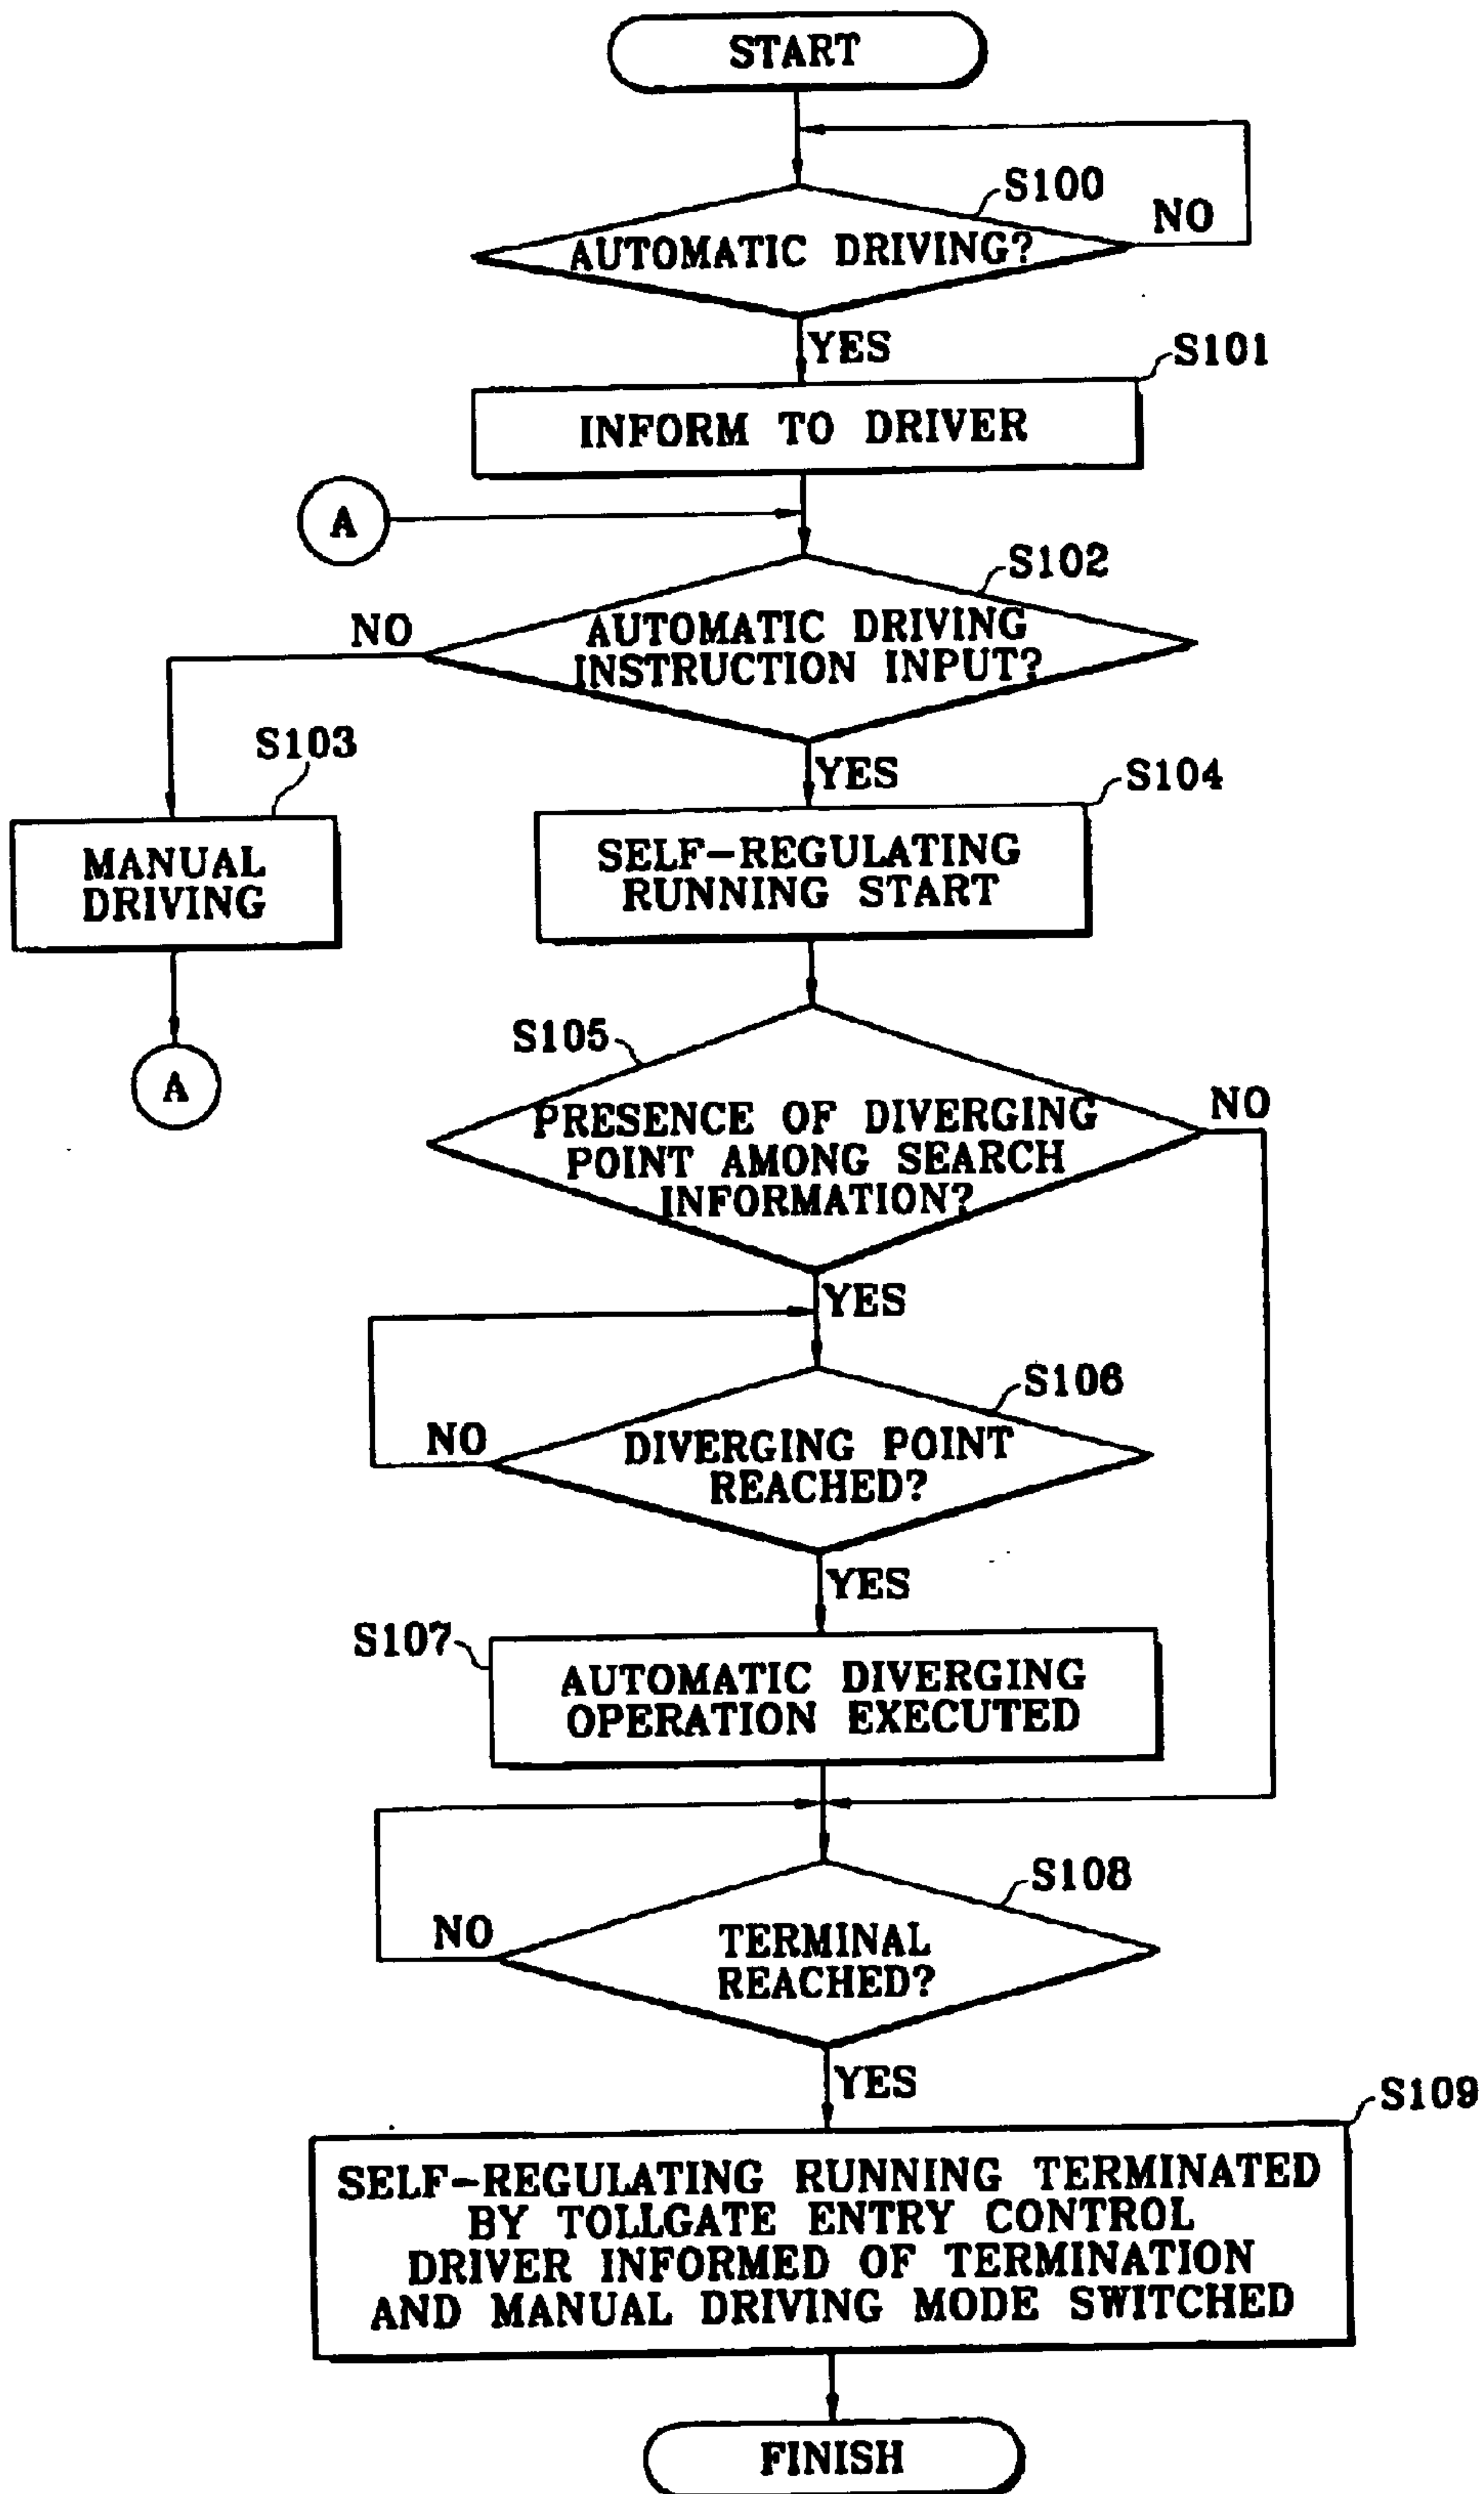 START
S100
NO
AUTOMATIC DRIVING?
YES
S101
INFORM TO DRIVER
A
S102
NO
AUTOMATIC DRIVING
INSTRUCTION INPUT?
S103
YES
S104
MANUAL
DRIVING
SELF-REGULATING
RUNNING START
A
S105
NO
PRESENCE OF DIVERGING
POINT AMONG SEARCH
INFORMATION?
YES
S106
NO
DIVERGING POINT
REACHED?
YES
S107
AUTOMATIC DIVERGING
OPERATION EXECUTED
S108
NO
TERMINAL
REACHED?
YES
S109
SELF-REGULATING RUNNING TERMINATED
BY TOLLGATE ENTRY CONTROL
DRIVER INFORMED OF TERMINATION
AND MANUAL DRIVING MODE SWITCHED
FINISH